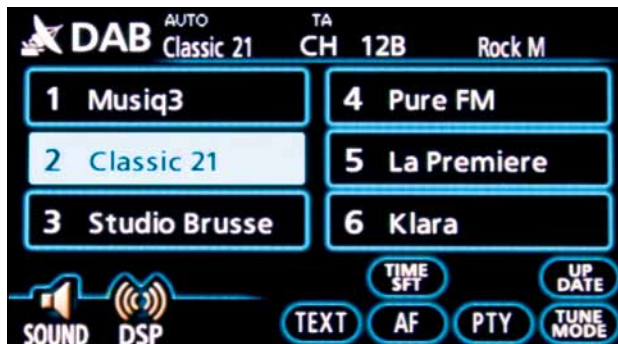 DAB AUTO TA
Classic 21 CH 12B Rock M
1 Musiq3
2 Classic 21
3 Studio Brusse
4 Pure FM
5 La Premiere
6 Klara
TIME SFT
UP DATE
SOUND DSP TEXT AF PTY TUNE MODE